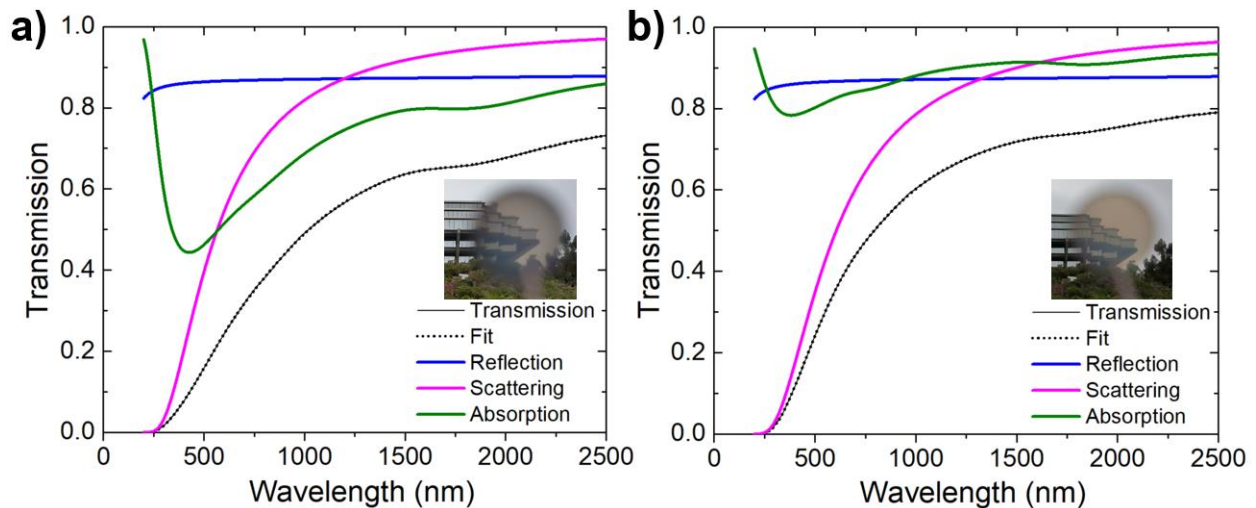 a)
1.0
0.8
0.6
0.4
0.2
0.0
Transmission
Transmission
Fit
Reflection
Scattering
Absorption
0 500 1000 1500 2000 2500
Wavelength (nm)
b)
1.0
0.8
0.6
0.4
0.2
0.0
Transmission
Transmission
Fit
Reflection
Scattering
Absorption
0 500 1000 1500 2000 2500
Wavelength (nm)